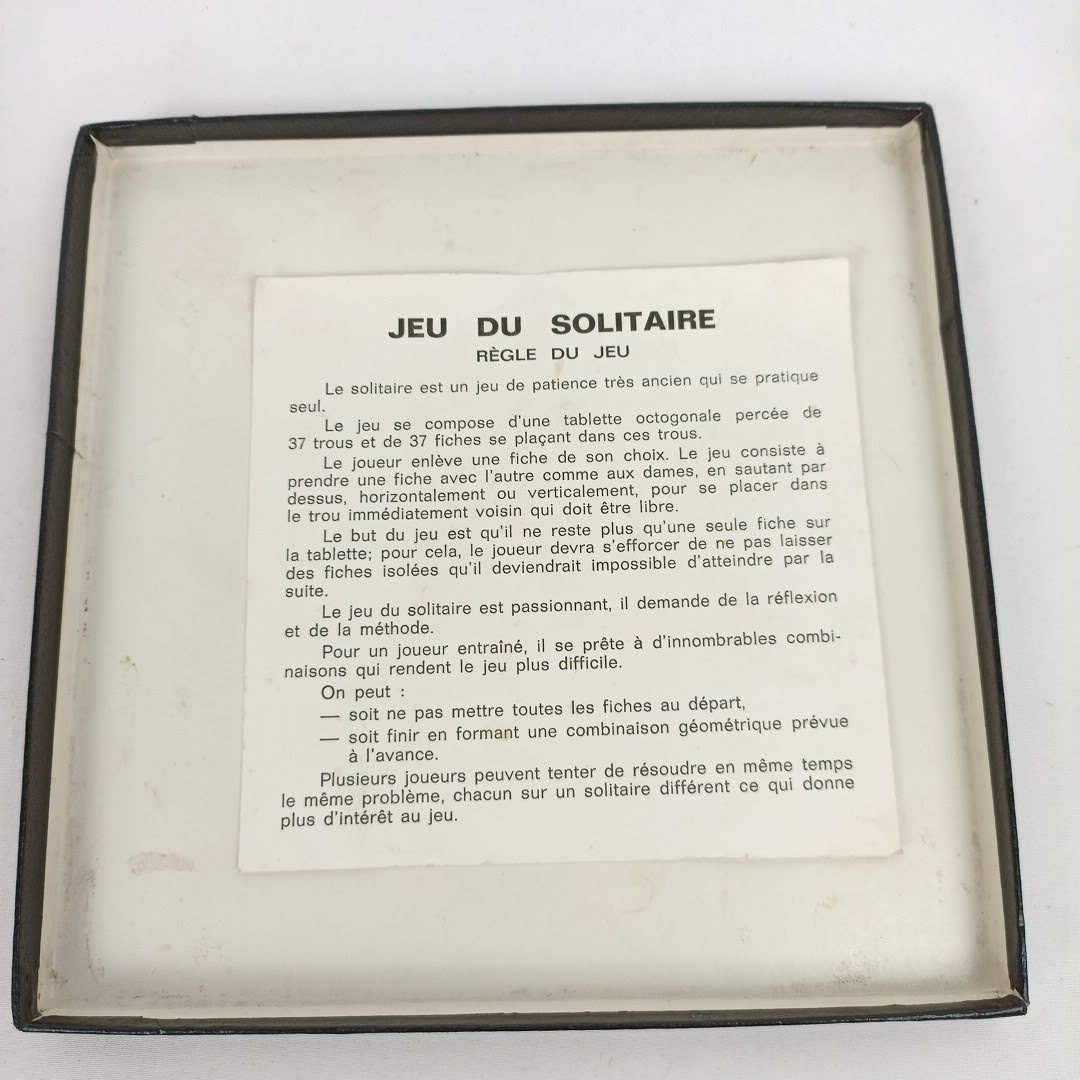 JEU DU SOLITAIRE
RÈGLE DU JEU
Le solitaire est un jeu de patience très ancien qui se pratique
seul.
Le jeu se compose d'une tablette octogonale percée de
37 trous et de 37 fiches se plaçant dans ces trous.
Le joueur enlève une fiche de son choix. Le jeu consiste à
prendre une fiche avec l'autre comme aux dames, en sautant par
dessus, horizontalement ou verticalement, pour se placer dans
le trou immédiatement voisin qui doit être libre.
Le but du jeu est qu'il ne reste plus qu'une seule fiche sur
la tablette; pour cela, le joueur devra s'efforcer de ne pas laisser
des fiches isolées qu'il deviendrait impossible d'atteindre par la
suite.
Le jeu du solitaire est passionnant, il demande de la réflexion
et de la méthode.
Pour un joueur entraîné, il se prête à d'innombrables combi-
naisons qui rendent le jeu plus difficile.
On peut :
— soit ne pas mettre toutes les fiches au départ,
— soit finir en formant une combinaison géométrique prévue
à l'avance.
Plusieurs joueurs peuvent tenter de résoudre en même temps
le même problème, chacun sur un solitaire différent ce qui donne
plus d'intérêt au jeu.